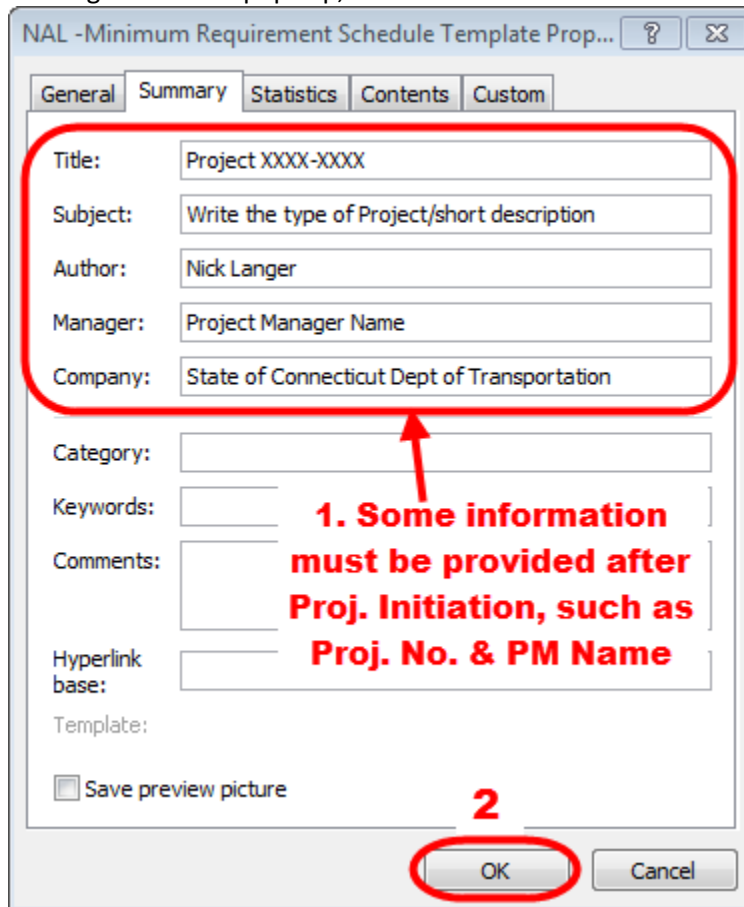 NAL -Minimum Requirement Schedule Template Prop...
General Summary Statistics Contents Custom
Title: Project XXXX-XXXX
Subject: Write the type of Project/short description
Author: Nick Langer
Manager: Project Manager Name
Company: State of Connecticut Dept of Transportation
Category:
Keywords:
1. Some information
Comments:
must be provided after
Proj. Initiation, such as
Proj. No. & PM Name
Hyperlink
base:
Template:
Save preview picture
2
OK Cancel